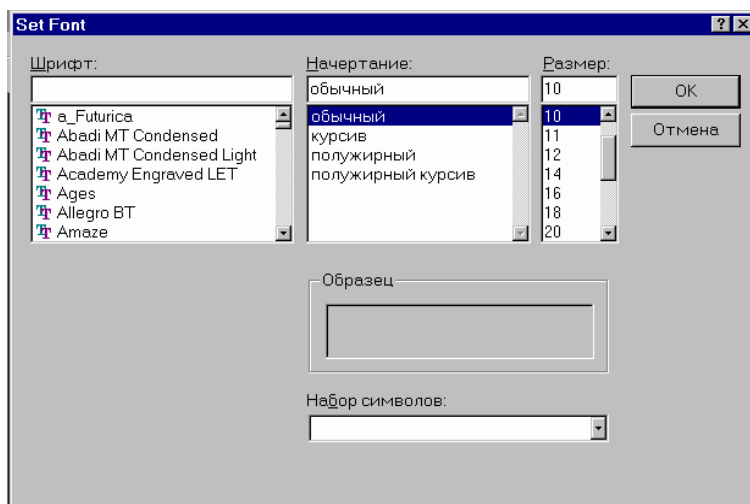 Set Font
Шрифт:
Начертание:
Размер:
обычный
10
OK
Отмена
a_Futurica
Abadi MT Condensed
Abadi MT Condensed Light
Academy Engraved LET
Ages
Allegro BT
Amaze
обычный
курсив
полужирный
полужирный курсив
10
11
12
14
16
18
20
Образец
Набор символов: